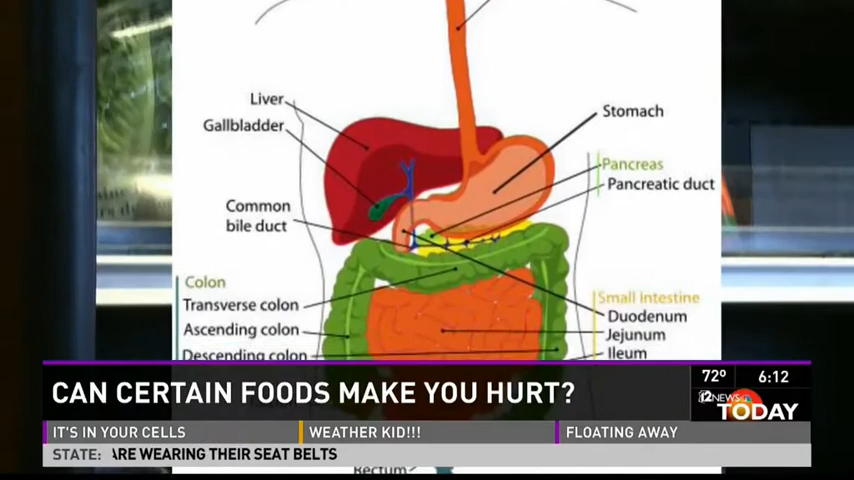 Liver
Gallbladder
Common
bile duct
Stomach
Pancreas
Pancreatic duct
Colon
Transverse colon
Ascending colon
Descending colon
Small intestine
Duodenum
Jejunum
Ileum
CAN CERTAIN FOODS MAKE YOU HURT?
72° 6:12
12 NEWS
TODAY
IT'S IN YOUR CELLS WEATHER KID!!! FLOATING AWAY
STATE: ARE WEARING THEIR SEAT BELTS
Rectum